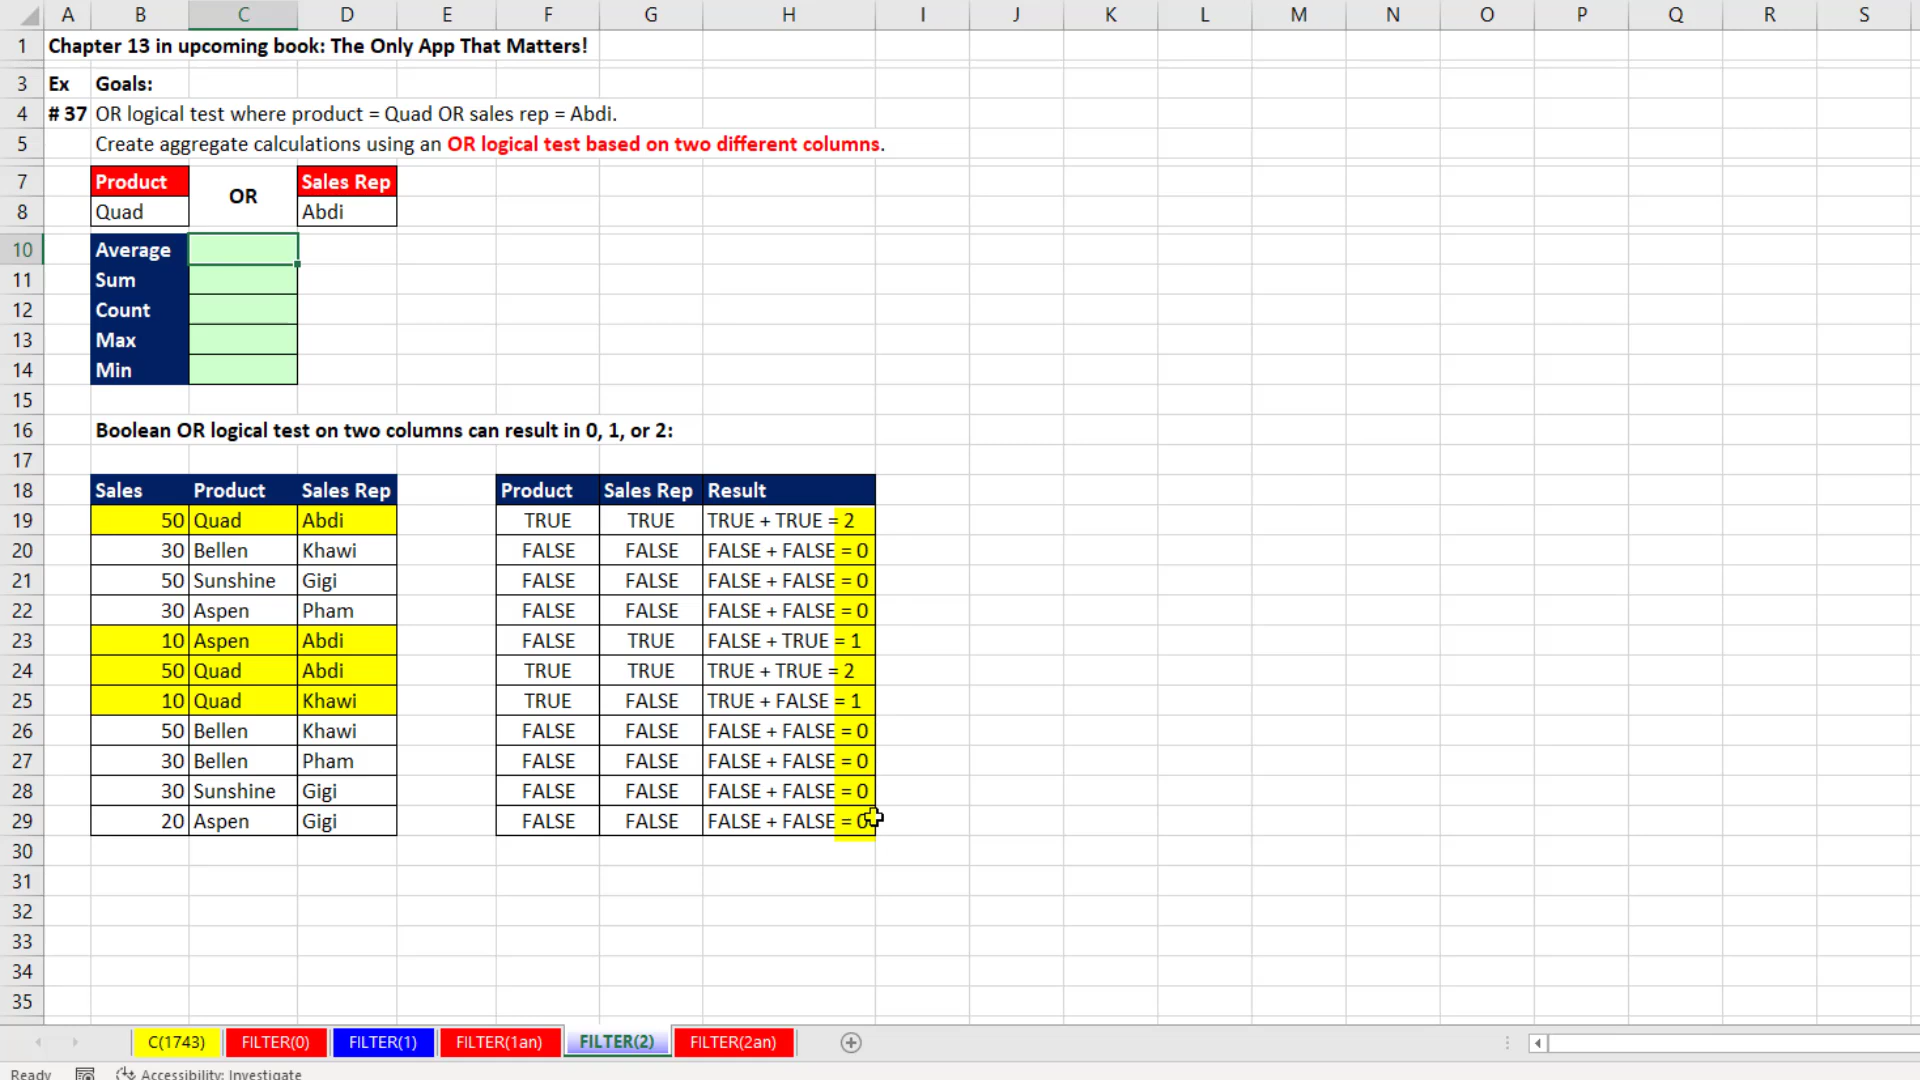 A B C D E F G H I J K L M N O P Q R S
1 Chapter 13 in upcoming book: The Only App That Matters!
3 Ex Goals:
4 # 37 OR logical test where product = Quad OR sales rep = Abdi.
5 Create aggregate calculations using an OR logical test based on two different columns.
7 Product OR Sales Rep
8 Quad Abdi
10 Average
11 Sum
12 Count
13 Max
14 Min
15
16 Boolean OR logical test on two columns can result in 0, 1, or 2:
17
18 Sales Product Sales Rep Product Sales Rep Result
19 50 Quad Abdi TRUE TRUE TRUE + TRUE = 2
20 30 Bellen Khawi FALSE FALSE FALSE + FALSE = 0
21 50 Sunshine Gigi FALSE FALSE FALSE + FALSE = 0
22 30 Aspen Pham FALSE FALSE FALSE + FALSE = 0
23 10 Aspen Abdi FALSE TRUE FALSE + TRUE = 1
24 50 Quad Abdi TRUE TRUE TRUE + TRUE = 2
25 10 Quad Khawi TRUE FALSE TRUE + FALSE = 1
26 50 Bellen Khawi FALSE FALSE FALSE + FALSE = 0
27 30 Bellen Pham FALSE FALSE FALSE + FALSE = 0
28 30 Sunshine Gigi FALSE FALSE FALSE + FALSE = 0
29 20 Aspen Gigi FALSE FALSE FALSE + FALSE = 0
30
31
32
33
34
35
C(1743) FILTER(0) FILTER(1) FILTER(1an) FILTER(2) FILTER(2an)
Ready Accessibility: Investigate